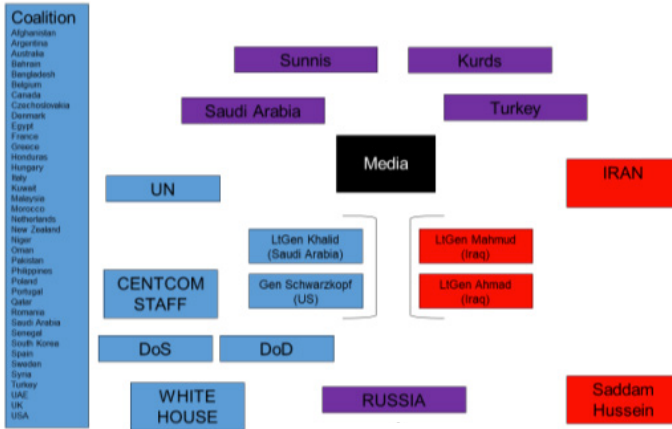 Coalition
Afghanistan
Argentina
Australia
Bahrain
Bangladesh
Belgium
Canada
Czechoslovakia
Denmark
Egypt
France
Greece
Honduras
Hungary
Italy
Kuwait
Malaysia
Morocco
Netherlands
New Zealand
Niger
Oman
Pakistan
Philippines
Poland
Portugal
Qatar
Romania
Saudi Arabia
Senegal
South Korea
Spain
Sweden
Syria
Turkey
UAE
UK
USA
Sunnis
Kurds
Saudi Arabia
Turkey
Media
IRAN
UN
LtGen Khalid
(Saudi Arabia)
LtGen Mahmud
(Iraq)
CENTCOM
STAFF
Gen Schwarzkopf
(US)
LtGen Ahmad
(Iraq)
DoS
DoD
WHITE
HOUSE
RUSSIA
Saddam
Hussein